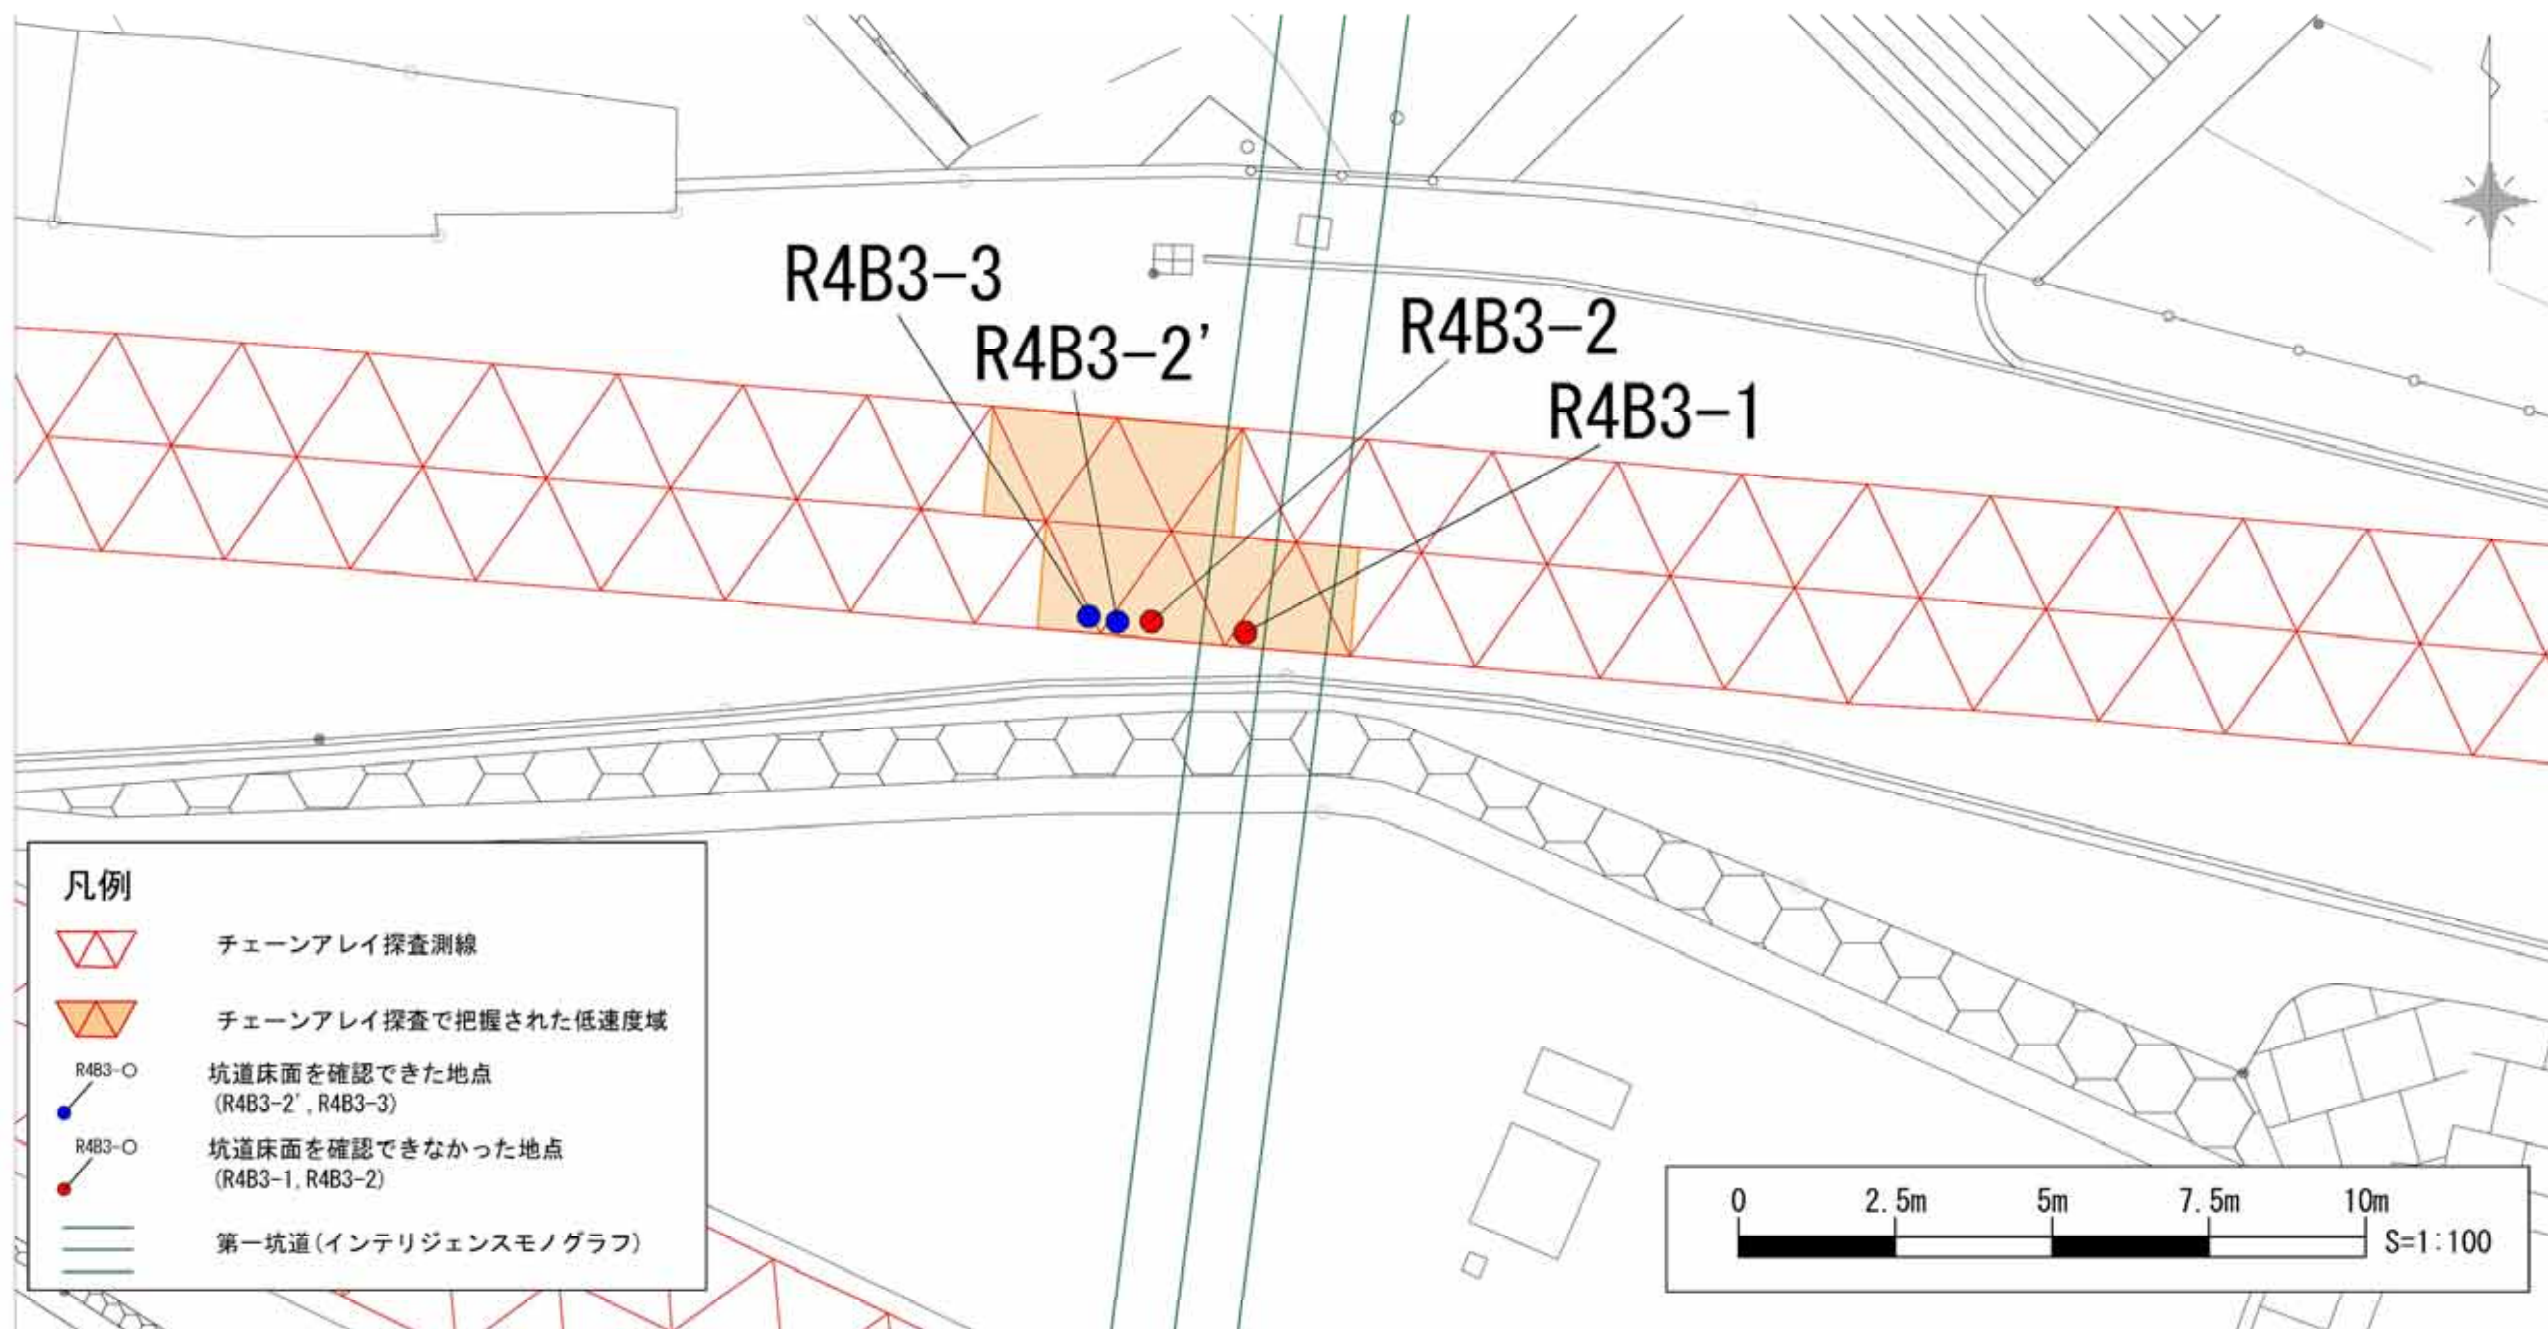 R4B3-3
R4B3-2'
R4B3-2
R4B3-1
凡例
チェーンアレイ探査測線
チェーンアレイ探査で把握された低速度域
R4B3-○
坑道床面を確認できた地点
(R4B3-2', R4B3-3)
R4B3-○
坑道床面を確認できなかった地点
(R4B3-1, R4B3-2)
第一坑道(インテリジェンスモノグラフ)
0 2.5m 5m 7.5m 10m
S=1:100